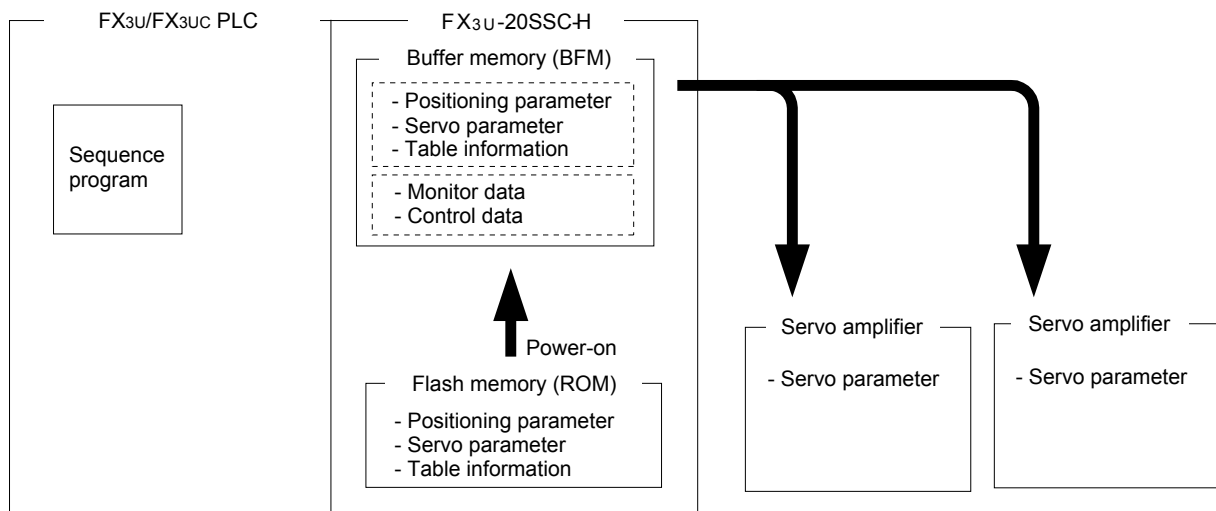 FX3U/FX3UC PLC
FX3U-20SSC-H
Buffer memory (BFM)
- Positioning parameter
- Servo parameter
- Table information
- Monitor data
- Control data
Sequence
program
Power-on
Flash memory (ROM)
- Positioning parameter
- Servo parameter
- Table information
Servo amplifier
- Servo parameter
Servo amplifier
- Servo parameter